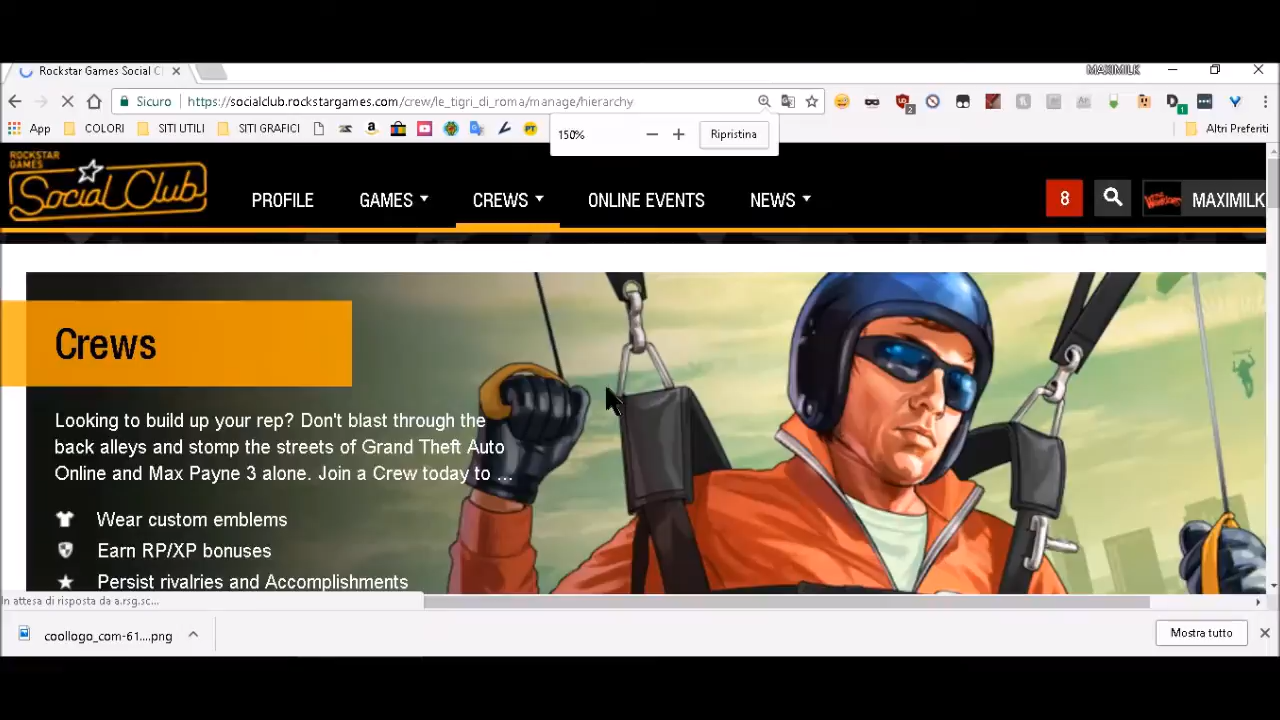 Rockstar Games Social C
MAXIMILK
Sicuro
https://socialclub.rockstargames.com/crew/le_tigri_di_roma/manage/hierarchy
2
1
App
COLORI
SITI UTILI
SITI GRAFICI
Altri Preferiti
150%
Ripristina
ROCKSTAR
GAMES
Social Club
PROFILE
GAMES
CREWS
ONLINE EVENTS
NEWS
8
MAXIMILK
Crews
Looking to build up your rep? Don't blast through the
back alleys and stomp the streets of Grand Theft Auto
Online and Max Payne 3 alone. Join a Crew today to ...
Wear custom emblems
Earn RP/XP bonuses
Persist rivalries and Accomplishments
In attesa di risposta da a.rsg.sc...
coollogo_com-61....png
Mostra tutto